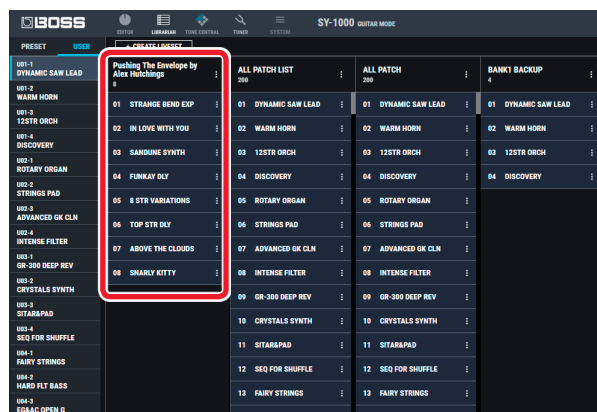 BOSS
EDITOR LIBRARIAN TONE CENTRAL TUNER SYSTEM SY-1000 GUITAR MODE
PRESET USER
+ CREATE LIVESET
U01-1
DYNAMIC SAW LEAD
U01-2
WARM HORN
U01-3
12STR ORCH
U01-4
DISCOVERY
U02-1
ROTARY ORGAN
U02-2
STRINGS PAD
U02-3
ADVANCED GK CLN
U02-4
INTENSE FILTER
U03-1
GR-300 DEEP REV
U03-2
CRYSTALS SYNTH
U03-3
SITAR&PAD
U03-4
SEQ FOR SHUFFLE
U04-1
FAIRY STRINGS
U04-2
HARD FLT BASS
U04-3
EG&AC OPEN G
Pushing The Envelope by
Alex Hutchings
8
01 STRANGE BEND EXP
02 IN LOVE WITH YOU
03 SANDUNE SYNTH
04 FUNKAY DLY
05 8 STR VARIATIONS
06 TOP STR DLY
07 ABOVE THE CLOUDS
08 SNARLY KITTY
ALL PATCH LIST
200
01 DYNAMIC SAW LEAD
02 WARM HORN
03 12STR ORCH
04 DISCOVERY
05 ROTARY ORGAN
06 STRINGS PAD
07 ADVANCED GK CLN
08 INTENSE FILTER
09 GR-300 DEEP REV
10 CRYSTALS SYNTH
11 SITAR&PAD
12 SEQ FOR SHUFFLE
13 FAIRY STRINGS
ALL PATCH
200
01 DYNAMIC SAW LEAD
02 WARM HORN
03 12STR ORCH
04 DISCOVERY
05 ROTARY ORGAN
06 STRINGS PAD
07 ADVANCED GK CLN
08 INTENSE FILTER
09 GR-300 DEEP REV
10 CRYSTALS SYNTH
11 SITAR&PAD
12 SEQ FOR SHUFFLE
13 FAIRY STRINGS
BANK1 BACKUP
4
01 DYNAMIC SAW LEAD
02 WARM HORN
03 12STR ORCH
04 DISCOVERY